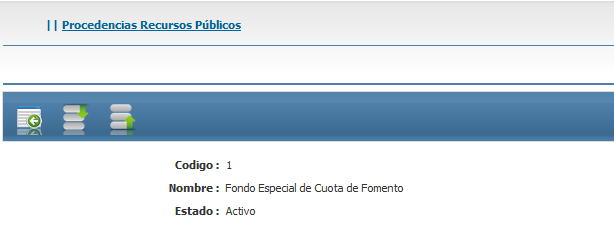 || Procedencias Recursos Públicos
Codigo : 1
Nombre : Fondo Especial de Cuota de Fomento
Estado : Activo